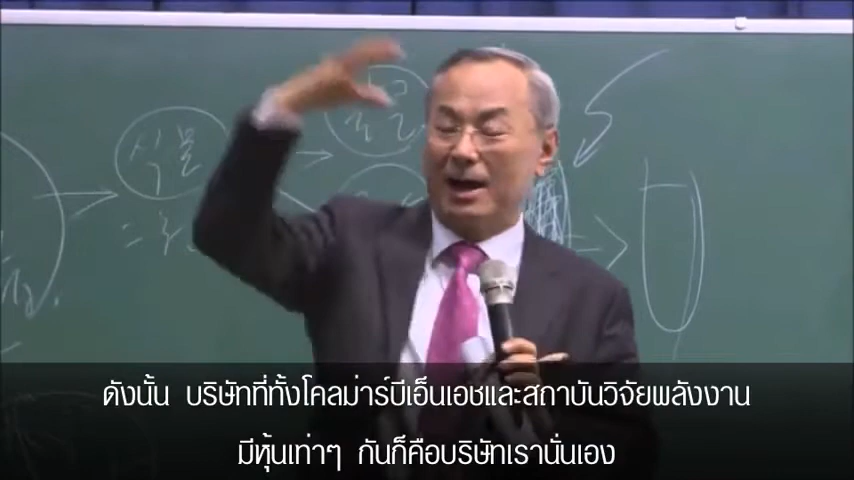 식물
ดังนั้น บริษัทที่ทั้งโคลม่าร์บีเอ็นเอชและสถาบันวิจัยพลังงาน
มีหุ้นเท่าๆ กันก็คือบริษัทเรานั่นเอง